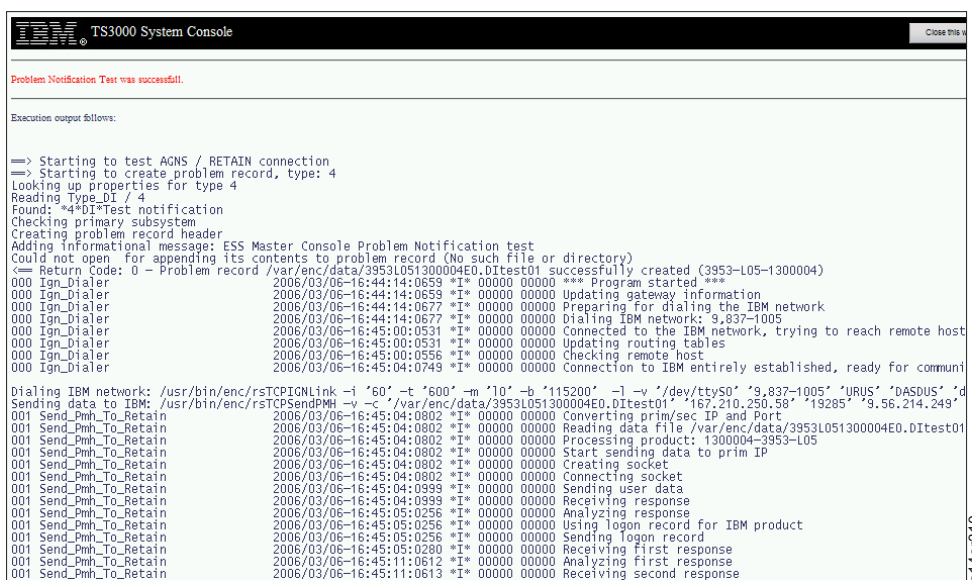 IBM® TS3000 System Console
Close this w
Problem Notification Test was successfull.
Execution output follows:
==> Starting to test AGNS / RETAIN connection
==> Starting to create problem record, type: 4
Looking up properties for type 4
Reading Type_DI / 4
Found: *4*DI*Test notification
Checking primary subsystem
Creating problem record header
Adding informational message: ESS Master Console Problem Notification test
Could not open  for appending its contents to problem record (No such file or directory)
<== Return Code: 0 - Problem record /var/enc/data/3953L051300004E0.DItest01 successfully created (3953-L05-1300004)
000 Ign_Dialer 2006/03/06-16:44:14:0659 *I* 00000 00000 *** Program started ***
000 Ign_Dialer 2006/03/06-16:44:14:0659 *I* 00000 00000 Updating gateway information
000 Ign_Dialer 2006/03/06-16:44:14:0677 *I* 00000 00000 Preparing for dialing the IBM network
000 Ign_Dialer 2006/03/06-16:44:14:0677 *I* 00000 00000 Dialing IBM network: 9,837-1005
000 Ign_Dialer 2006/03/06-16:45:00:0531 *I* 00000 00000 Connected to the IBM network, trying to reach remote host
000 Ign_Dialer 2006/03/06-16:45:00:0531 *I* 00000 00000 Updating routing tables
000 Ign_Dialer 2006/03/06-16:45:00:0556 *I* 00000 00000 Checking remote host
000 Ign_Dialer 2006/03/06-16:45:04:0749 *I* 00000 00000 Connection to IBM entirely established, ready for communi
Dialing IBM network: /usr/bin/enc/rsTCPIGNLink -i '60' -t '600' -m '10' -b '115200'  -l -v '/dev/ttyS0' '9,837-1005' 'URUS' 'DASDUS' 'd
Sending data to IBM: /usr/bin/enc/rsTCPSendPMH -v -c '/var/enc/data/3953L051300004E0.DItest01' '167.210.250.58' '19285' '9.56.214.249'
001 Send_Pmh_To_Retain 2006/03/06-16:45:04:0802 *I* 00000 00000 Converting prim/sec IP and Port
001 Send_Pmh_To_Retain 2006/03/06-16:45:04:0802 *I* 00000 00000 Reading data file /var/enc/data/3953L051300004E0.DItest01
001 Send_Pmh_To_Retain 2006/03/06-16:45:04:0802 *I* 00000 00000 Processing product: 1300004-3953-L05
001 Send_Pmh_To_Retain 2006/03/06-16:45:04:0802 *I* 00000 00000 Start sending data to prim IP
001 Send_Pmh_To_Retain 2006/03/06-16:45:04:0802 *I* 00000 00000 Creating socket
001 Send_Pmh_To_Retain 2006/03/06-16:45:04:0802 *I* 00000 00000 Connecting socket
001 Send_Pmh_To_Retain 2006/03/06-16:45:04:0999 *I* 00000 00000 Sending user data
001 Send_Pmh_To_Retain 2006/03/06-16:45:04:0999 *I* 00000 00000 Receiving response
001 Send_Pmh_To_Retain 2006/03/06-16:45:05:0256 *I* 00000 00000 Analyzing response
001 Send_Pmh_To_Retain 2006/03/06-16:45:05:0256 *I* 00000 00000 Using logon record for IBM product
001 Send_Pmh_To_Retain 2006/03/06-16:45:05:0256 *I* 00000 00000 Sending logon record
001 Send_Pmh_To_Retain 2006/03/06-16:45:05:0280 *I* 00000 00000 Receiving first response
001 Send_Pmh_To_Retain 2006/03/06-16:45:11:0612 *I* 00000 00000 Analyzing first response
001 Send_Pmh_To_Retain 2006/03/06-16:45:11:0613 *I* 00000 00000 Receiving second response